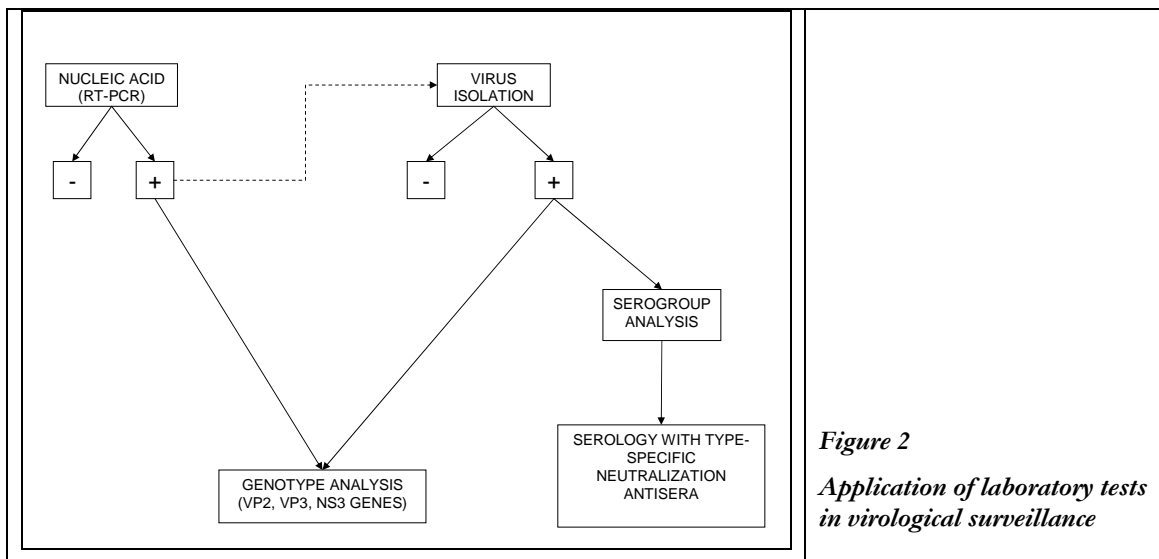 NUCLEIC ACID
(RT-PCR)
VIRUS
ISOLATION
-
+
-
+
SEROGROUP
ANALYSIS
SEROLOGY WITH TYPE-
SPECIFIC
NEUTRALIZATION
ANTISERA
GENOTYPE ANALYSIS
(VP2, VP3, NS3 GENES)
Figure 2
Application of laboratory tests
in virological surveillance